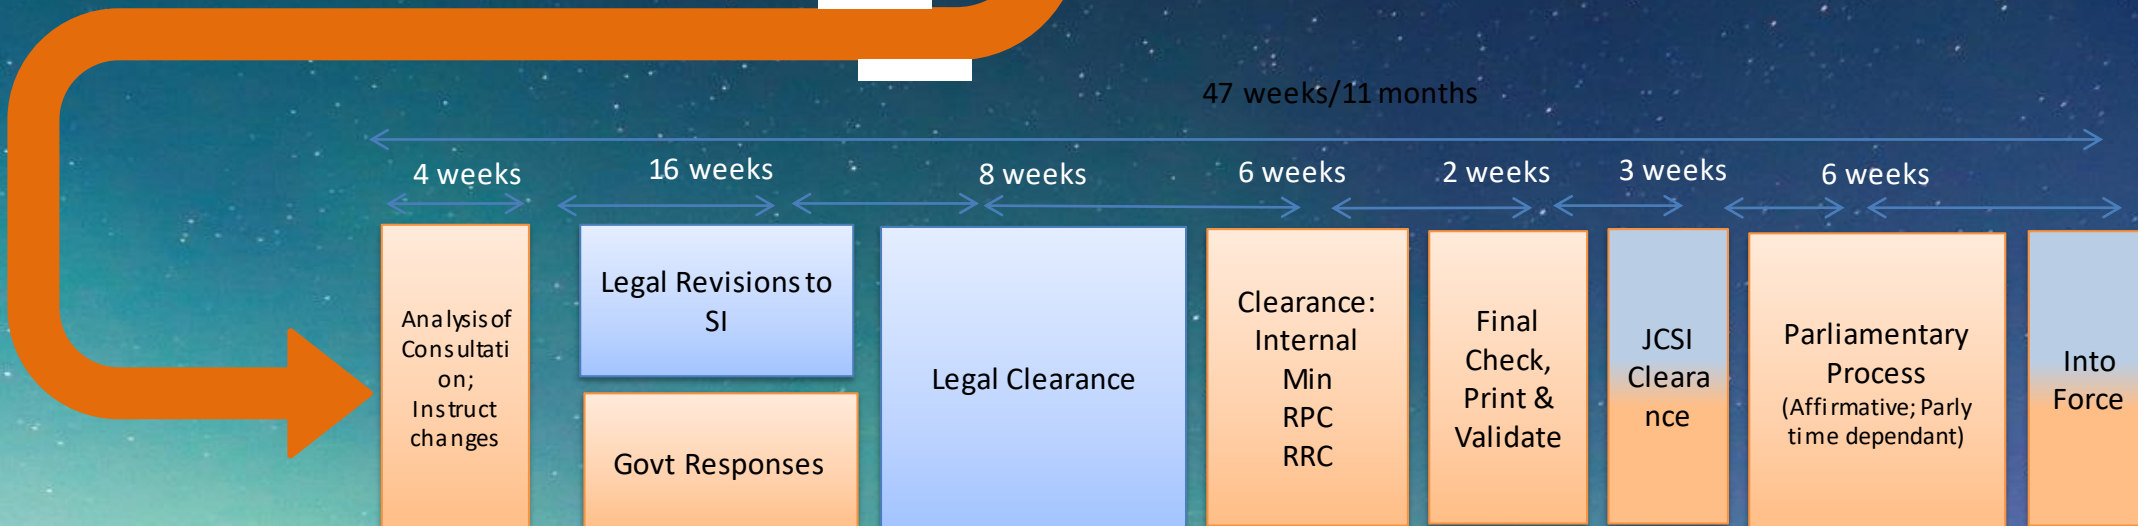 47 weeks/11 months
4 weeks
16 weeks
8 weeks
6 weeks
2 weeks
3 weeks
6 weeks
Analysis of
Consultati
on;
Instruct
changes
Legal Revisions to
SI
Govt Responses
Legal Clearance
Clearance:
Internal
Min
RPC
RRC
Final
Check,
Print &
Validate
JCSI
Cleara
nce
Parliamentary
Process
(Affirmative; Parly
time dependant)
Into
Force